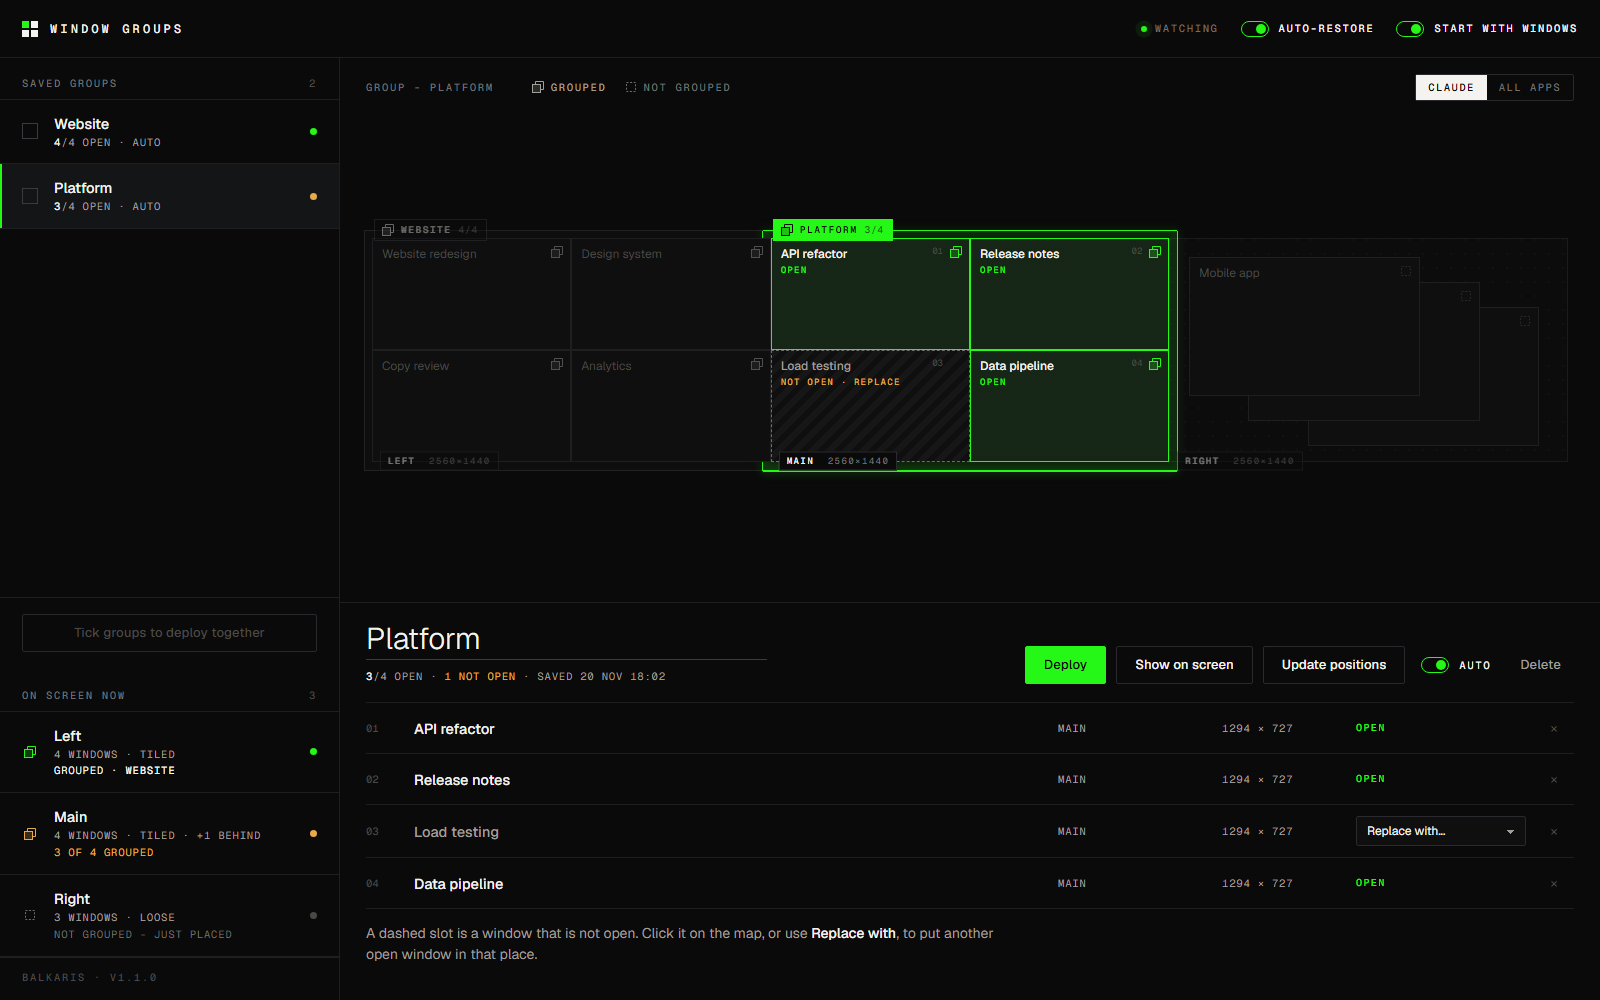 WINDOW GROUPS
WATCHING
AUTO-RESTORE
START WITH WINDOWS
SAVED GROUPS 2
Website
4/4 OPEN · AUTO
Platform
3/4 OPEN · AUTO
Tick groups to deploy together
ON SCREEN NOW 3
Left
4 WINDOWS · TILED
GROUPED · WEBSITE
Main
4 WINDOWS · TILED · +1 BEHIND
3 OF 4 GROUPED
Right
3 WINDOWS · LOOSE
NOT GROUPED - JUST PLACED
BALKARIS · V1.1.0
GROUP - PLATFORM
GROUPED
NOT GROUPED
CLAUDE
ALL APPS
WEBSITE 4/4
Website redesign
Design system
Copy review
Analytics
LEFT 2560×1440
PLATFORM 3/4
API refactor 01
OPEN
Release notes 02
OPEN
Load testing 03
NOT OPEN · REPLACE
Data pipeline 04
OPEN
MAIN 2560×1440
Mobile app
RIGHT 2560×1440
Platform
3/4 OPEN · 1 NOT OPEN · SAVED 20 NOV 18:02
Deploy
Show on screen
Update positions
AUTO
Delete
01 API refactor MAIN 1294 × 727 OPEN ×
02 Release notes MAIN 1294 × 727 OPEN ×
03 Load testing MAIN 1294 × 727 Replace with... ×
04 Data pipeline MAIN 1294 × 727 OPEN ×
A dashed slot is a window that is not open. Click it on the map, or use Replace with, to put another
open window in that place.